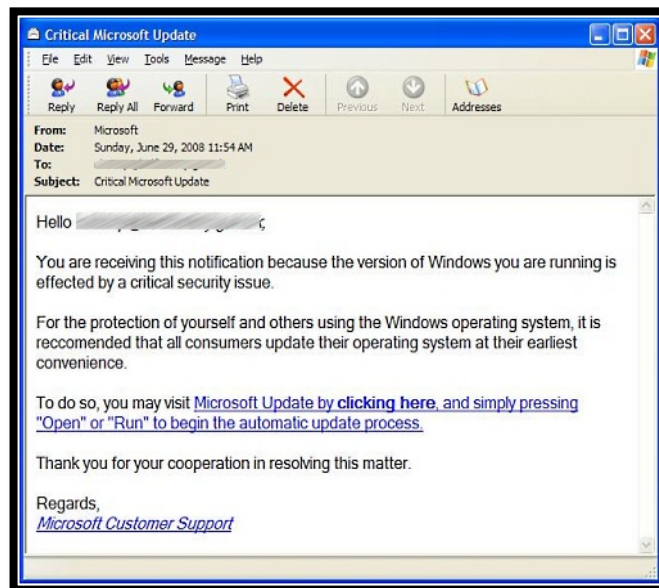 Critical Microsoft Update
File Edit View Tools Message Help
Reply Reply All Forward Print Delete Previous Next Addresses
From: Microsoft
Date: Sunday, June 29, 2008 11:54 AM
To:
Subject: Critical Microsoft Update
Hello
You are receiving this notification because the version of Windows you are running is
effected by a critical security issue.
For the protection of yourself and others using the Windows operating system, it is
reccomended that all consumers update their operating system at their earliest
convenience.
To do so, you may visit Microsoft Update by clicking here, and simply pressing
"Open" or "Run" to begin the automatic update process.
Thank you for your cooperation in resolving this matter.
Regards,
Microsoft Customer Support